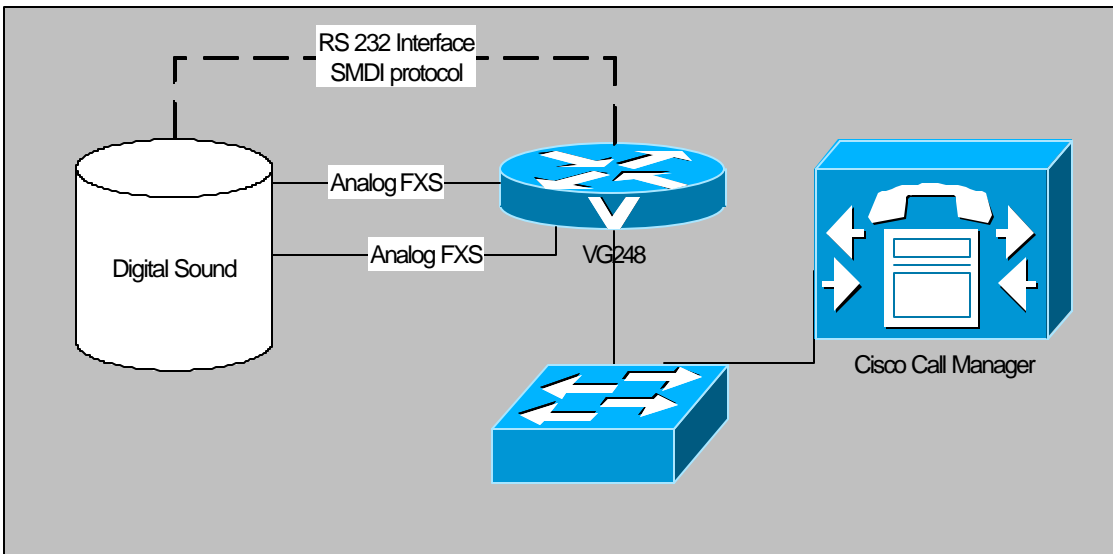 RS 232 Interface
SMDI protocol
Analog FXS
Analog FXS
Digital Sound
VG248
Cisco Call Manager